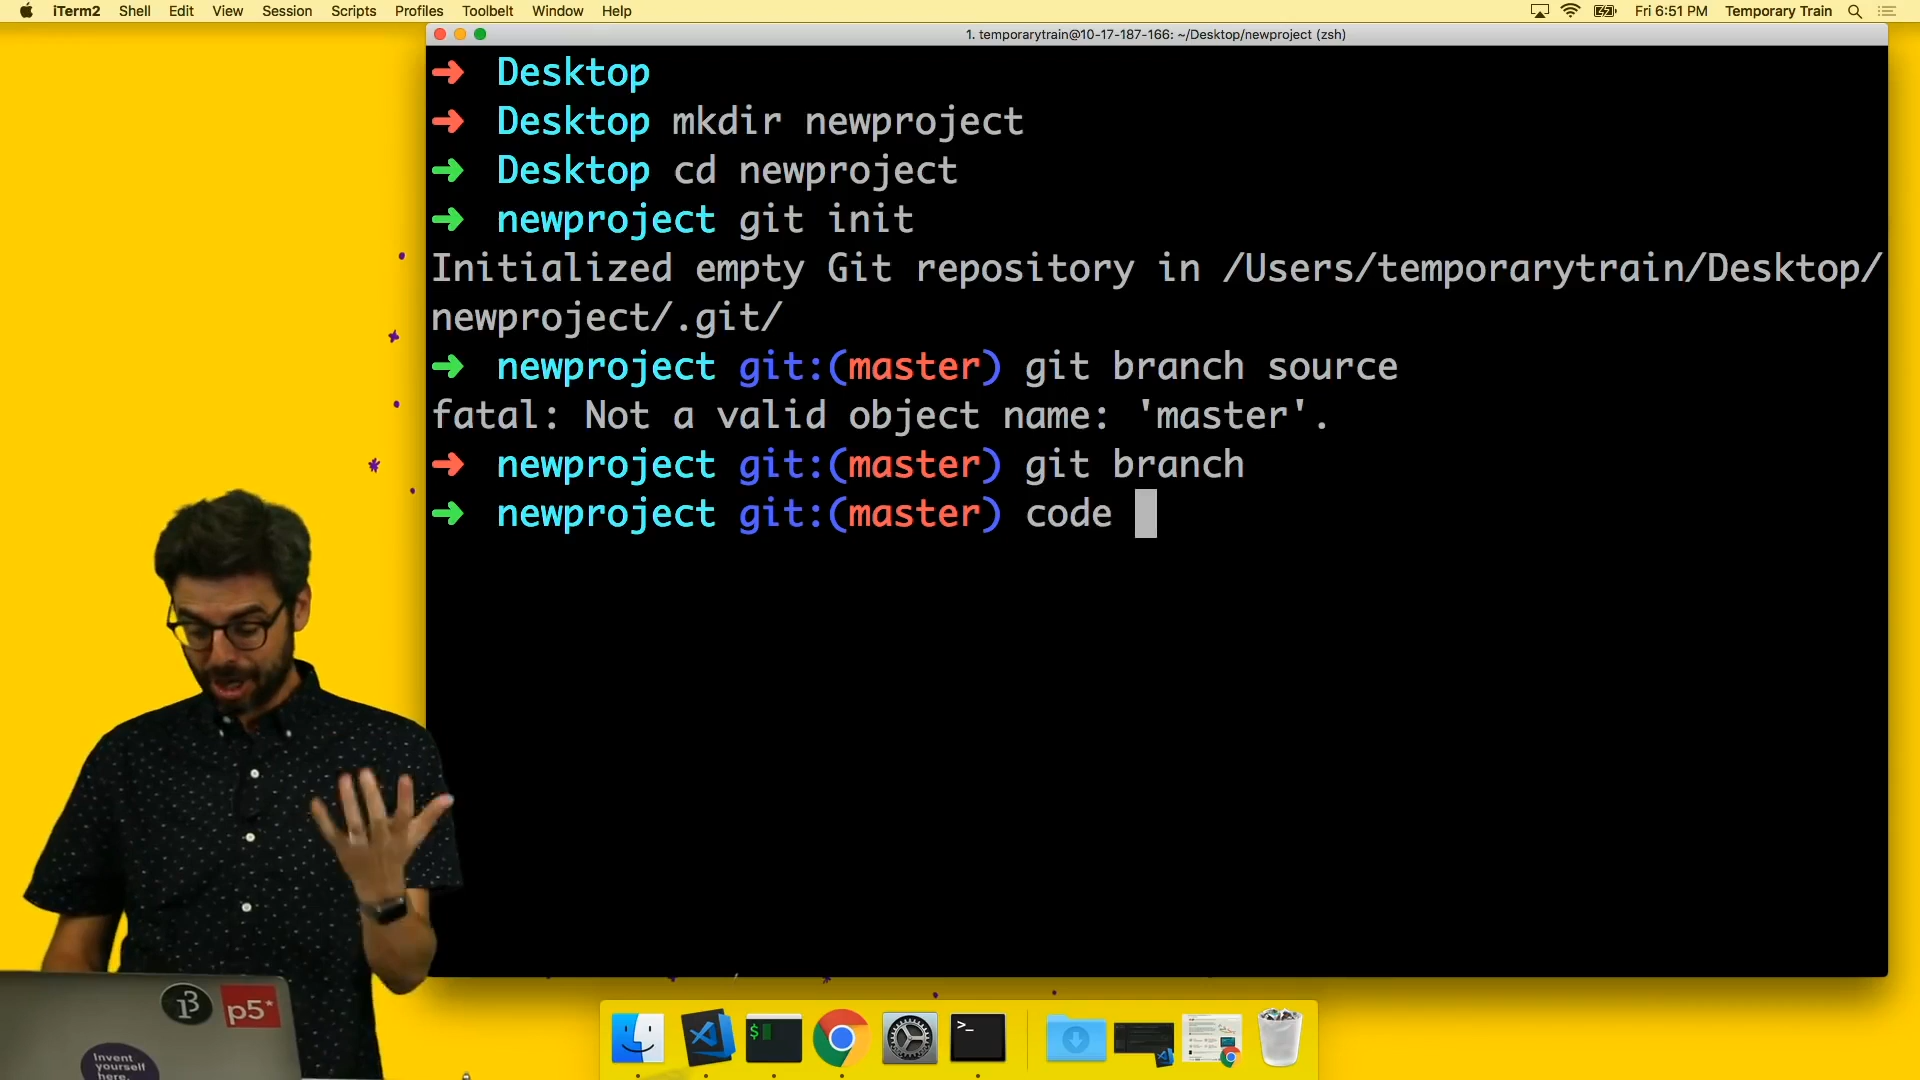 iTerm2 Shell Edit View Session Scripts Profiles Toolbelt Window Help Fri 6:51 PM Temporary Train
1. temporarytrain@10-17-187-166: ~/Desktop/newproject (zsh)
➜ Desktop
➜ Desktop mkdir newproject
➜ Desktop cd newproject
➜ newproject git init
Initialized empty Git repository in /Users/temporarytrain/Desktop/
newproject/.git/
➜ newproject git:(master) git branch source
fatal: Not a valid object name: 'master'.
➜ newproject git:(master) git branch
➜ newproject git:(master) code
p5*
Invent
yourself
here.
$
>_